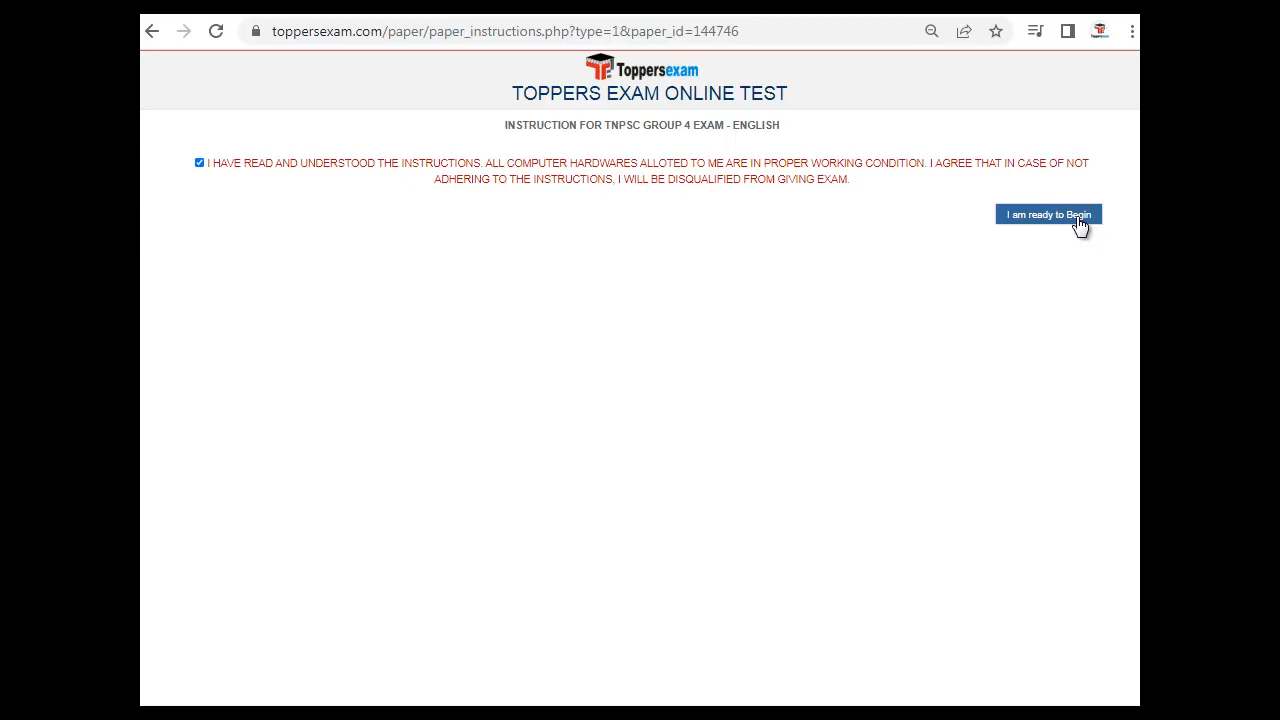 toppersexam.com/pper/paper_instructions.php?type=1&paper_id=144746
Toppersexam
TOPPERS EXAM ONLINE TEST
INSTRUCTION FOR TNPSC GROUP 4 EXAM - ENGLISH
I HAVE READ AND UNDERSTOOD THE INSTRUCTIONS. ALL COMPUTER HARDWARES ALLOTED TO ME ARE IN PROPER WORKING CONDITION. I AGREE THAT IN CASE OF NOT
ADHERING TO THE INSTRUCTIONS, I WILL BE DISQUALIFIED FROM GIVING EXAM.
I am ready to Begin